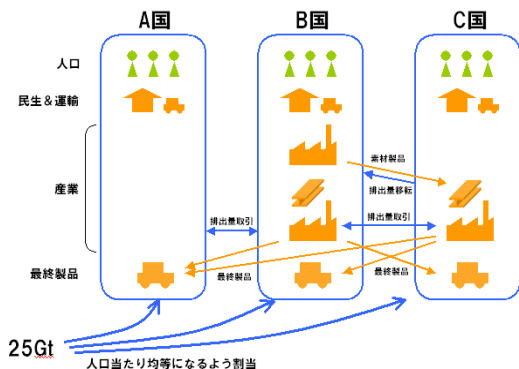 A国
B国
C国
人口
民生＆運輸
産業
素材製品
排出量移転
排出量取引
排出量取引
最終製品
最終製品
最終製品
25Gt
人口当たり均等になるよう割当